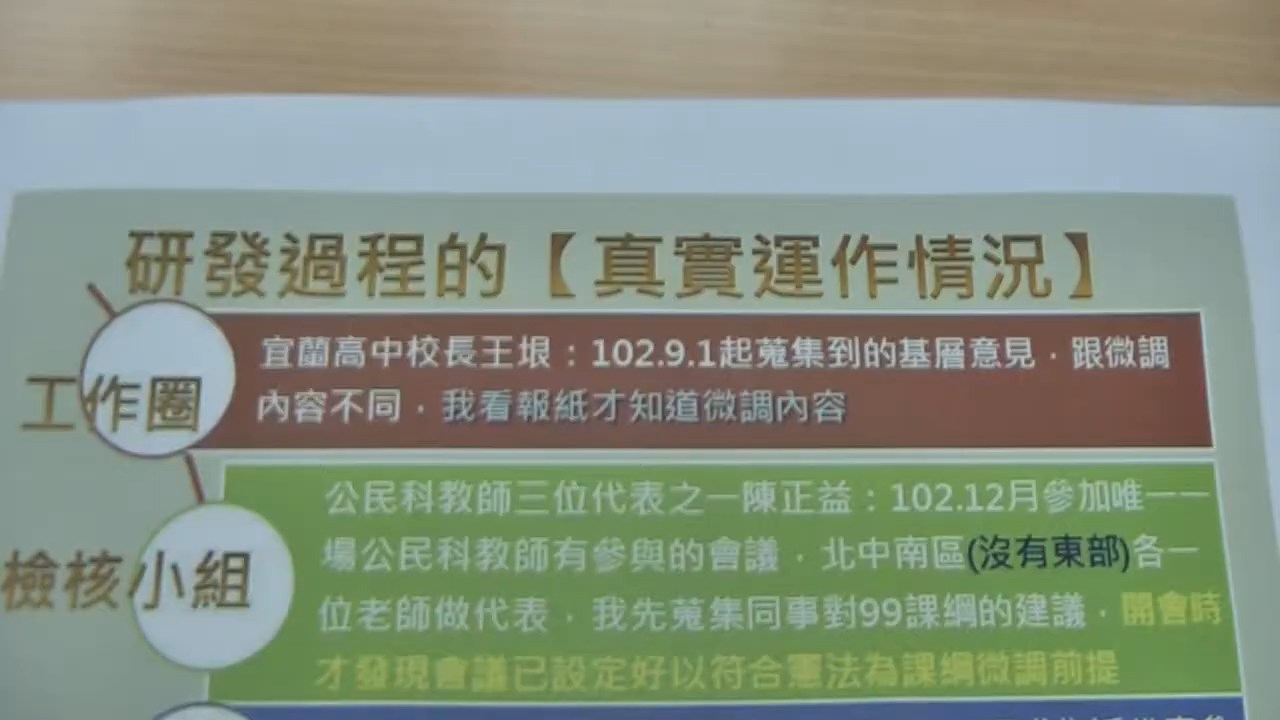 研發過程的【真實運作情況】
工作圈
宜蘭高中校長王垠：102.9.1起蒐集到的基層意見，跟微調
內容不同，我看報紙才知道微調內容
檢核小組
公民科教師三位代表之一陳正益：102.12月參加唯一一
場公民科教師有參與的會議，北中南區(沒有東部)各一
位老師做代表，我先蒐集同事對99課綱的建議，開會時
才發現會議已設定好以符合憲法為課綱微調前提